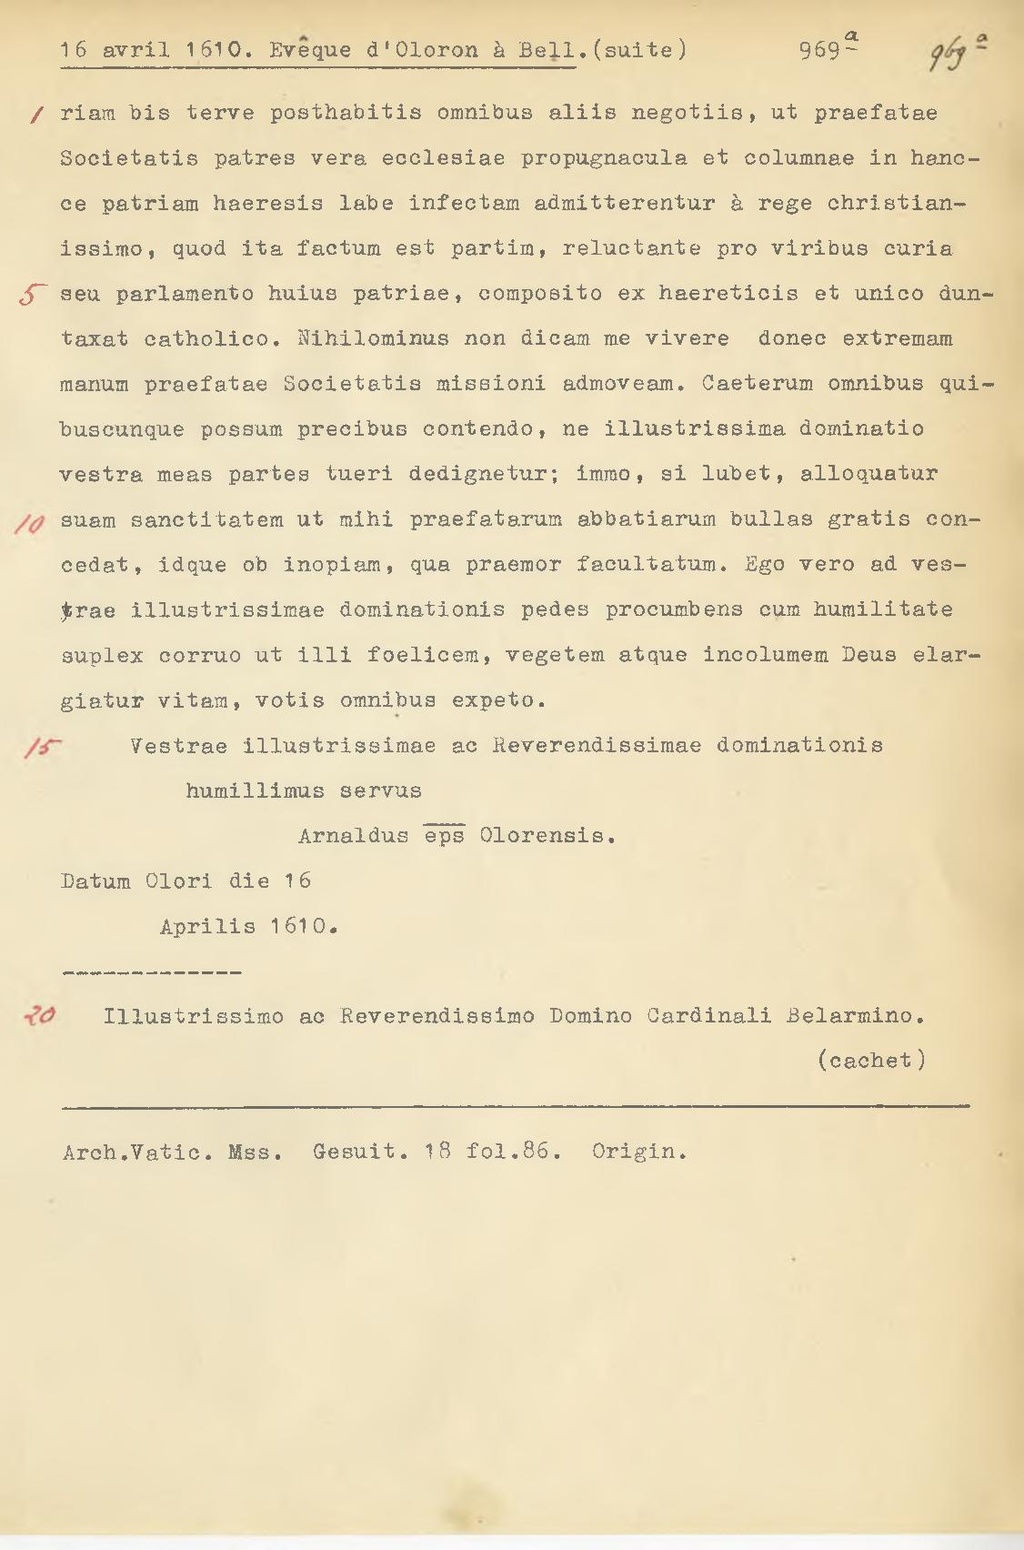 16 avril 1610. Evêque d'Oloron à Bell.(suite) 969a 969a
/ riam bis terve posthabitis omnibus aliis negotiis, ut praefatae
Societatis patres vera ecclesiae propugnacula et columnae in hanc-
ce patriam haeresis labe infectam admitterentur à rege christian-
issimo, quod ita factum est partim, reluctante pro viribus curia
5 seu parlamento huius patriae, composito ex haereticis et unico dun-
taxat catholico. Nihilominus non dicam me vivere donec extremam
manum praefatae Societatis missioni admoveam. Caeterum omnibus qui-
buscunque possum precibus contendo, ne illustrissima dominatio
vestra meas partes tueri dedignetur; immo, si lubet, alloquatur
10 suam sanctitatem ut mihi praefatarum abbatiarum bullas gratis con-
cedat, idque ob inopiam, qua praemor facultatum. Ego vero ad ves-
trae illustrissimae dominationis pedes procumbens cum humilitate
suplex corruo ut illi foelicem, vegetem atque incolumem Deus elar-
giatur vitam, votis omnibus expeto.
15 Vestrae illustrissimae ac Reverendissimae dominationis
humillimus servus
Arnaldus eps Olorensis.
Datum Olori die 16
Aprilis 1610.
20 Illustrissimo ac Reverendissimo Domino Cardinali Belarmino.
(cachet)
Arch.Vatic. Mss. Gesuit. 18 fol.86. Origin.